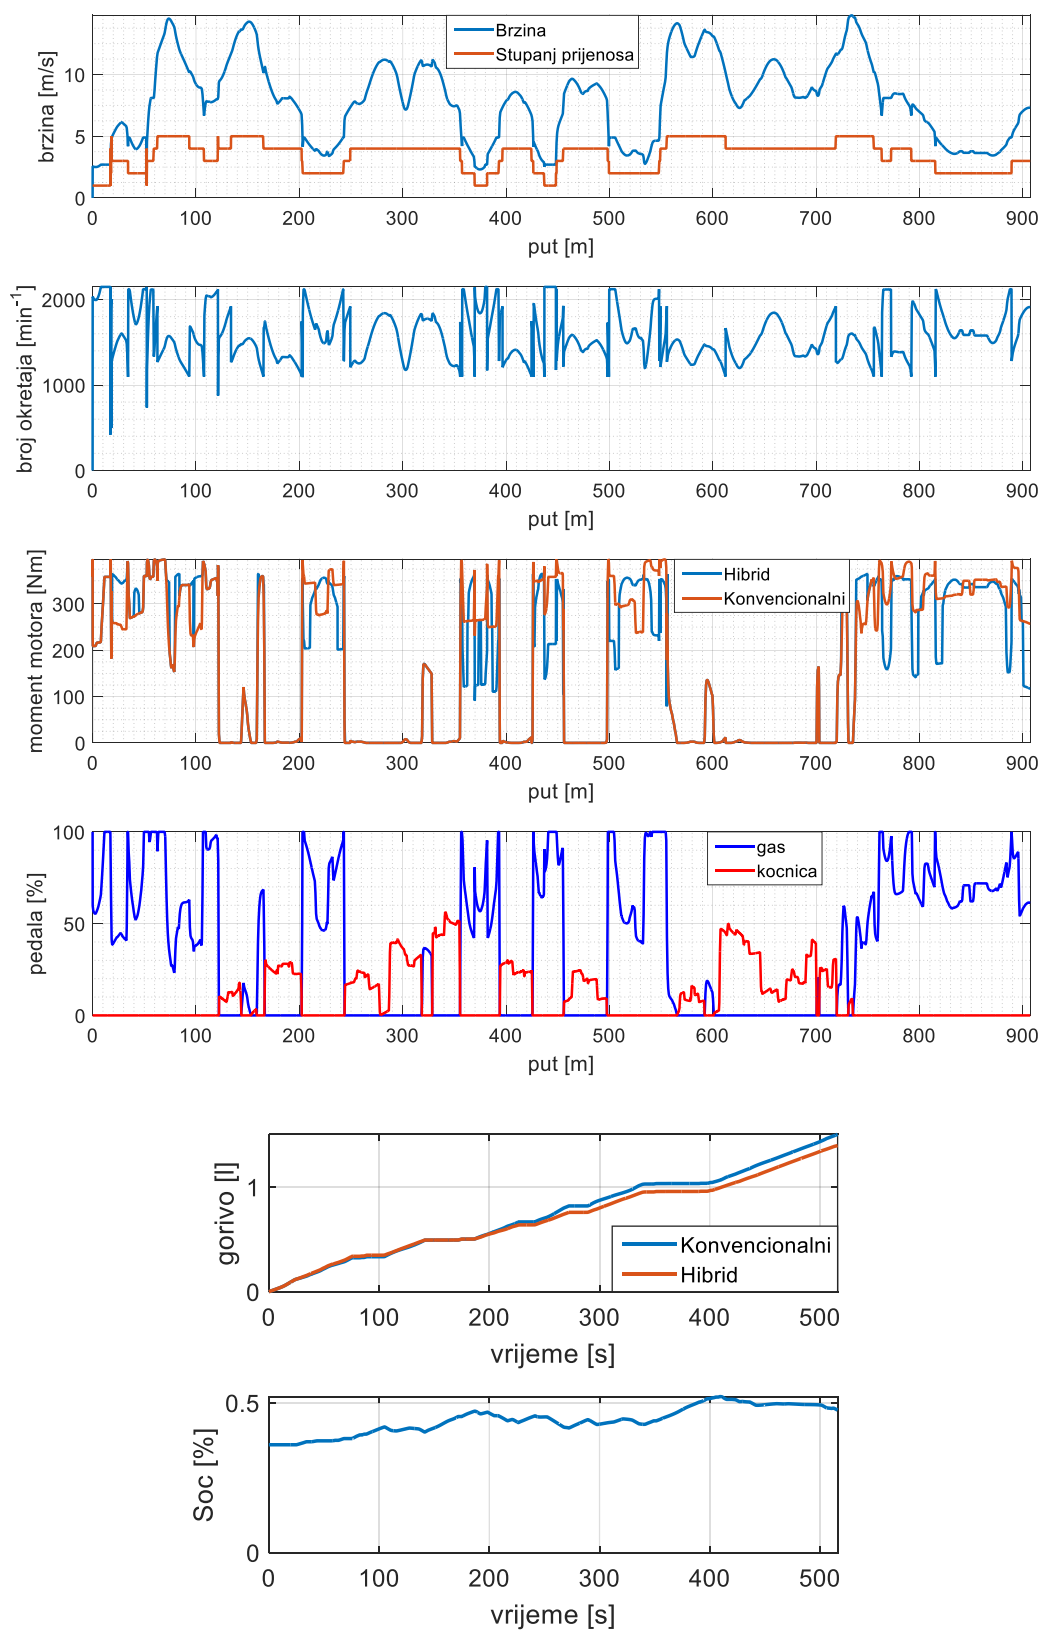 brzina [m/s]
10
5
0
Brzina
Stupanj prijenosa
0 100 200 300 400 500 600 700 800 900
put [m]
broj okretaja [min-1]
2000
1000
0
0 100 200 300 400 500 600 700 800 900
put [m]
moment motora [Nm]
300
200
100
0
Hibrid
Konvencionalni
0 100 200 300 400 500 600 700 800 900
put [m]
pedala [%]
100
50
0
gas
kocnica
0 100 200 300 400 500 600 700 800 900
put [m]
gorivo [l]
1
0
Konvencionalni
Hibrid
0 100 200 300 400 500
vrijeme [s]
Soc [%]
0.5
0
0 100 200 300 400 500
vrijeme [s]